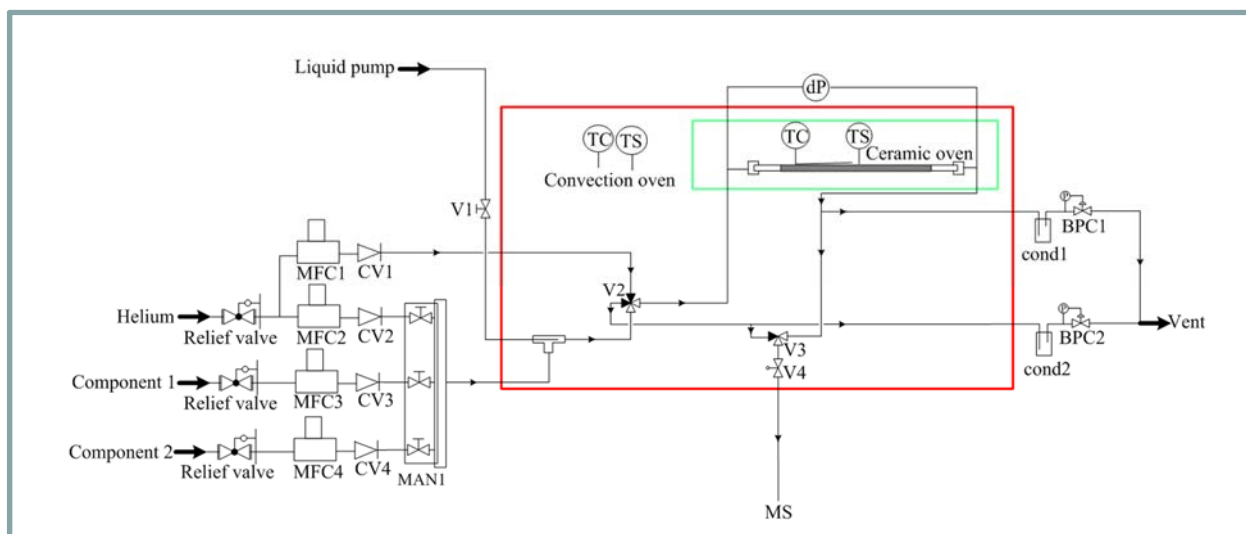 Liquid pump
dP
TC
TS
Convection oven
TC
TS
Ceramic oven
V1
MFC1
CV1
V2
Helium
Relief valve
MFC2
CV2
Component 1
Relief valve
MFC3
CV3
Component 2
Relief valve
MFC4
CV4
MAN1
V3
V4
MS
P
BPC1
cond1
P
BPC2
cond2
Vent